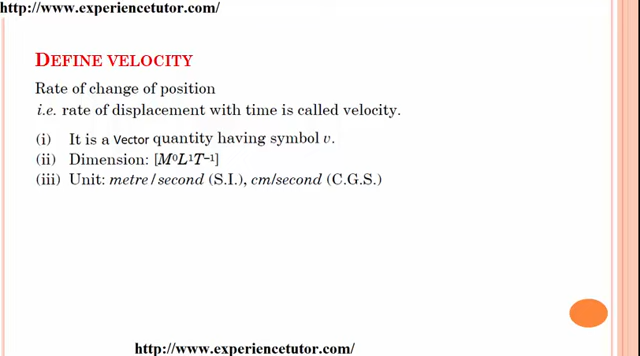 http://www.experiencetutor.com/
DEFINE VELOCITY
Rate of change of position
i.e. rate of displacement with time is called velocity.
(i) It is a Vector quantity having symbol v.
(ii) Dimension: [M⁰L¹T⁻¹]
(iii) Unit: metre / second (S.I.), cm/second (C.G.S.)
http://www.experiencetutor.com/